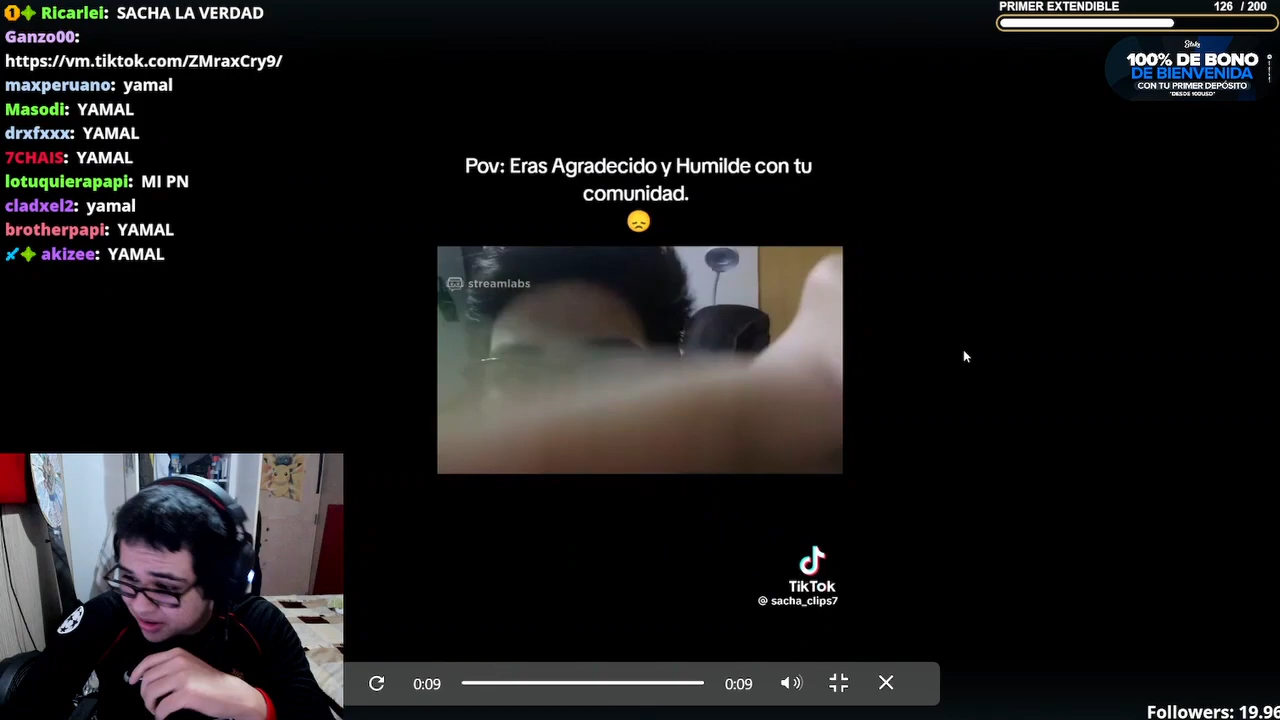 Ricarlei: SACHA LA VERDAD
Ganzo00:
https://vm.tiktok.com/ZMraxCry9/
maxperuano: yamal
Masodi: YAMAL
drxfxxx: YAMAL
7CHAIS: YAMAL
lotuquierapapi: MI PN
cladxel2: yamal
brotherpapi: YAMAL
akizee: YAMAL
PRIMER EXTENDIBLE 126 / 200
Stake
100% DE BONO
DE BIENVENIDA
CON TU PRIMER DEPÓSITO
*DESDE 100USD*
Pov: Eras Agradecido y Humilde con tu
comunidad.
streamlabs
TikTok
@ sacha_clips7
0:09 0:09
Followers: 19.96